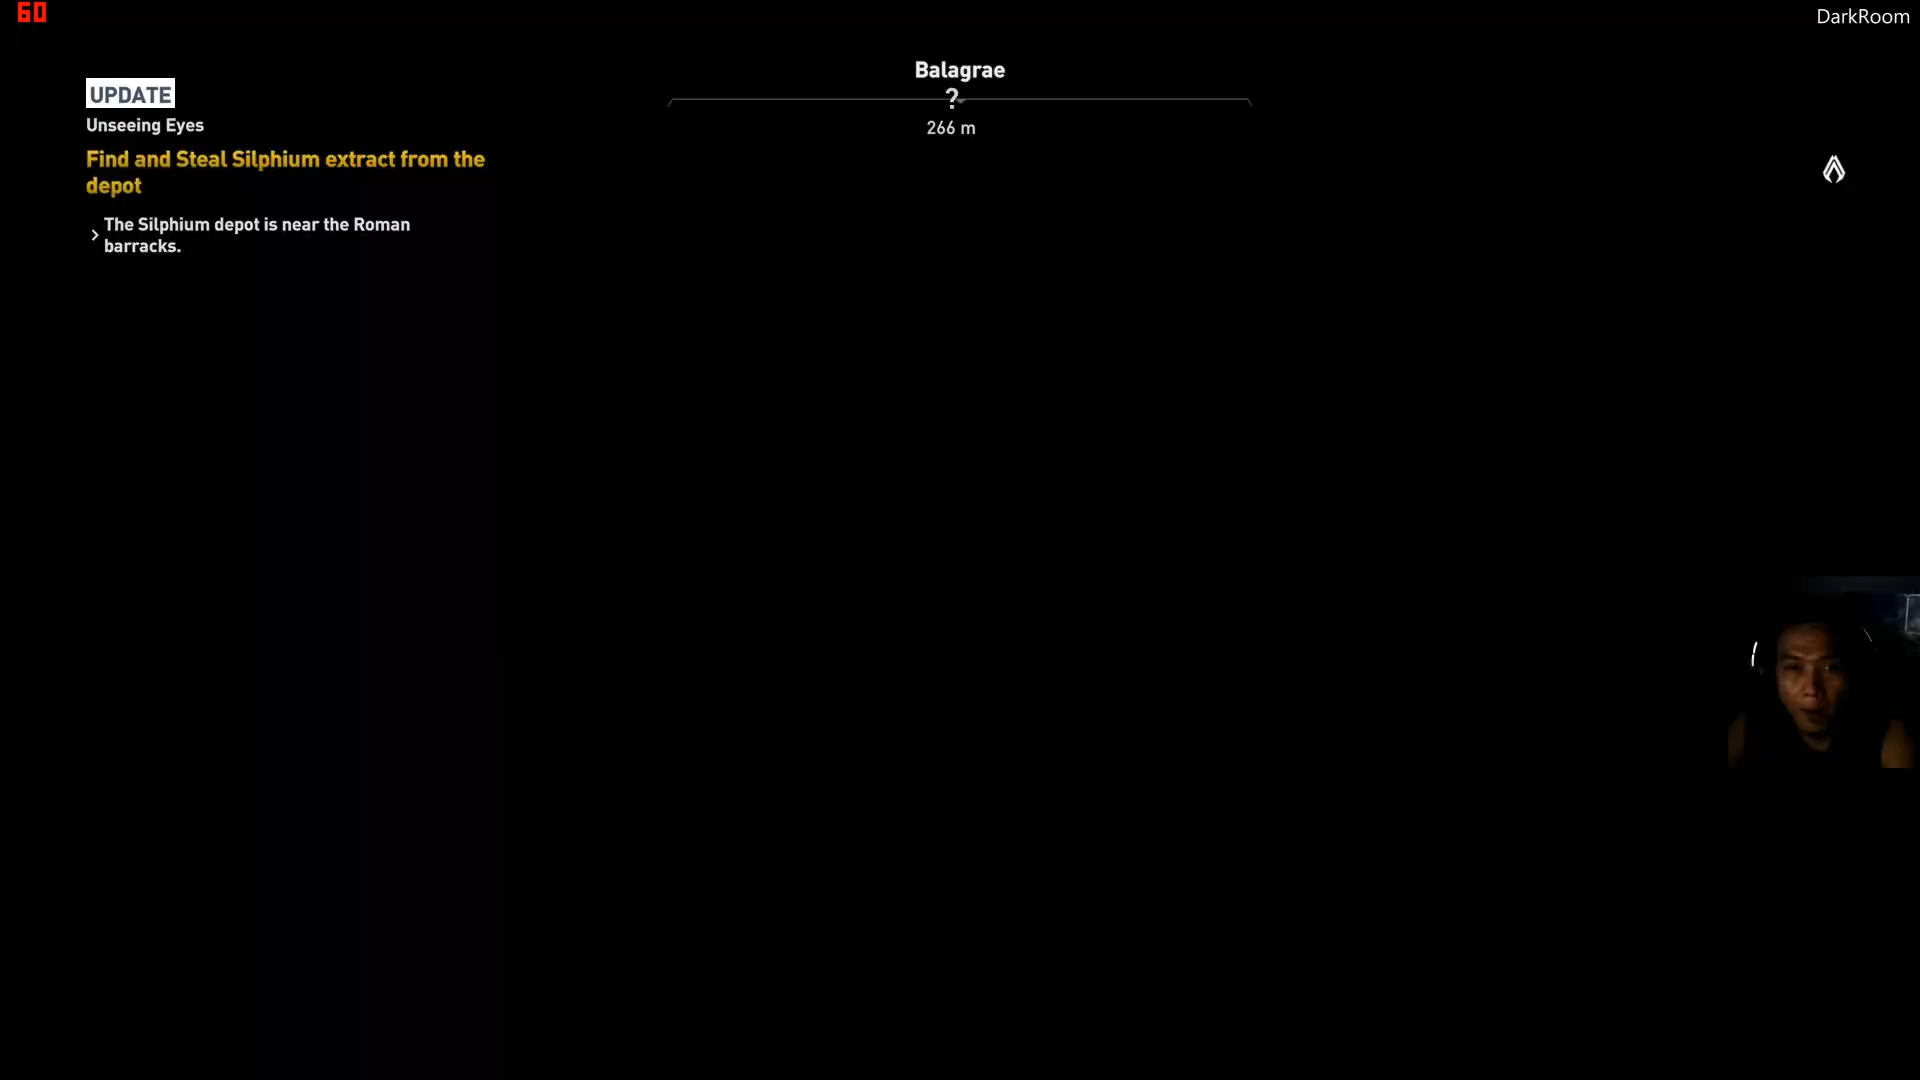 60
DarkRoom
Balagrae
?
266 m
UPDATE
Unseeing Eyes
Find and Steal Silphium extract from the
depot
The Silphium depot is near the Roman
barracks.